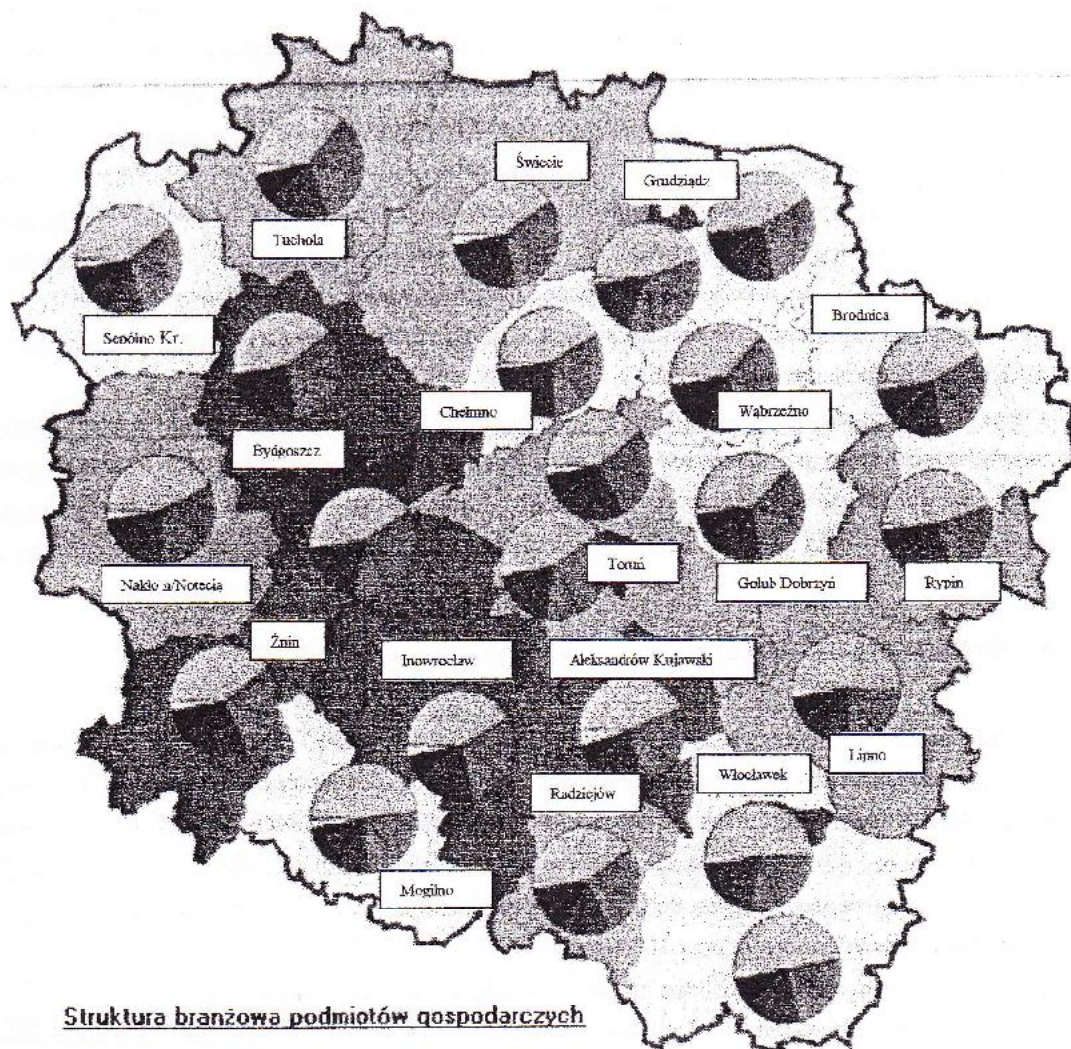 Świecie
Grudziądz
Tuchola
Brodnica
Sępólno Kr.
Chełmno
Wąbrzeźno
Bydgoszcz
Toruń
Golub Dobrzyń
Rypin
Nakło n/Notecią
Żnin
Inowrocław
Aleksandrów Kujawski
Lipno
Włocławek
Radziejów
Mogilno
Struktura branżowa podmiotów gospodarczych